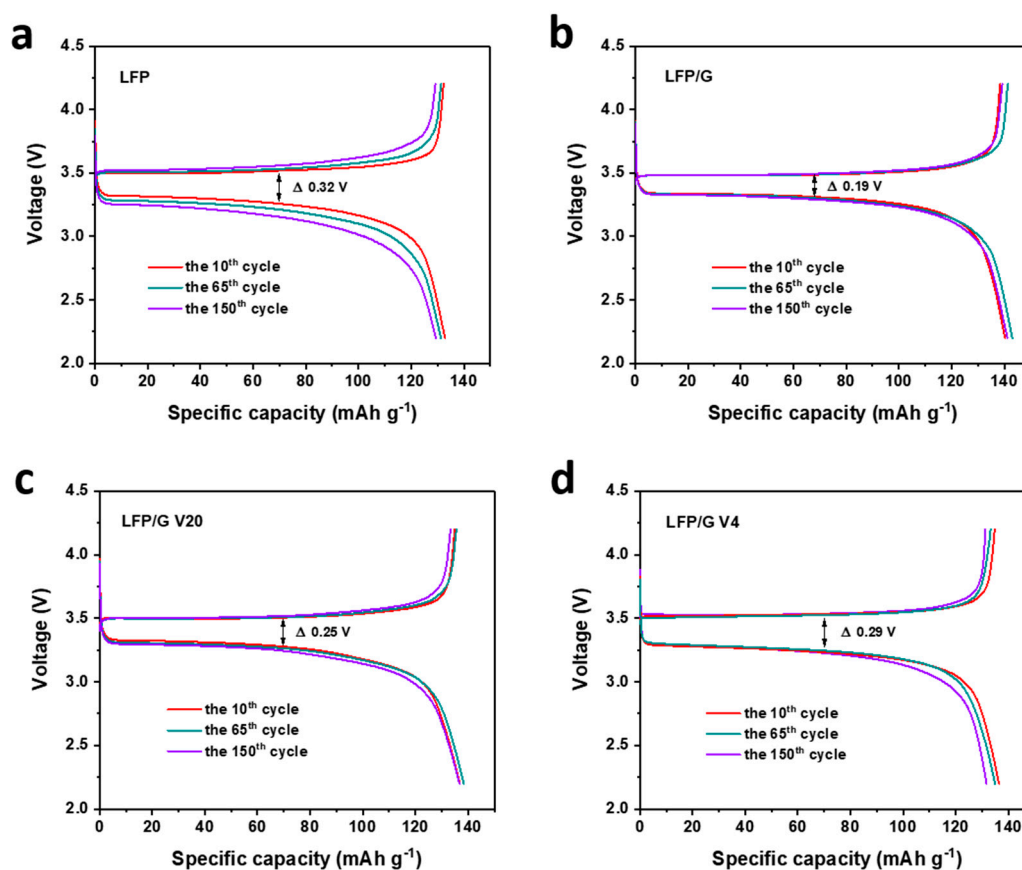 a
LFP
4.5
4.0
3.5
3.0
2.5
2.0
Voltage (V)
Δ 0.32 V
the 10th cycle
the 65th cycle
the 150th cycle
0 20 40 60 80 100 120 140
Specific capacity (mAh g-1)
b
LFP/G
4.5
4.0
3.5
3.0
2.5
2.0
Voltage (V)
Δ 0.19 V
the 10th cycle
the 65th cycle
the 150th cycle
0 20 40 60 80 100 120 140
Specific capacity (mAh g-1)
c
LFP/G V20
4.5
4.0
3.5
3.0
2.5
2.0
Voltage (V)
Δ 0.25 V
the 10th cycle
the 65th cycle
the 150th cycle
0 20 40 60 80 100 120 140
Specific capacity (mAh g-1)
d
LFP/G V4
4.5
4.0
3.5
3.0
2.5
2.0
Voltage (V)
Δ 0.29 V
the 10th cycle
the 65th cycle
the 150th cycle
0 20 40 60 80 100 120 140
Specific capacity (mAh g-1)